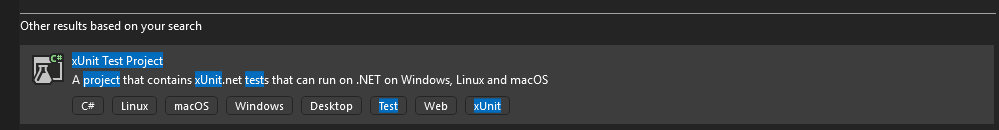 Other results based on your search
C#
xUnit Test Project
A project that contains xUnit.net tests that can run on .NET on Windows, Linux and macOS
C# Linux macOS Windows Desktop Test Web xUnit